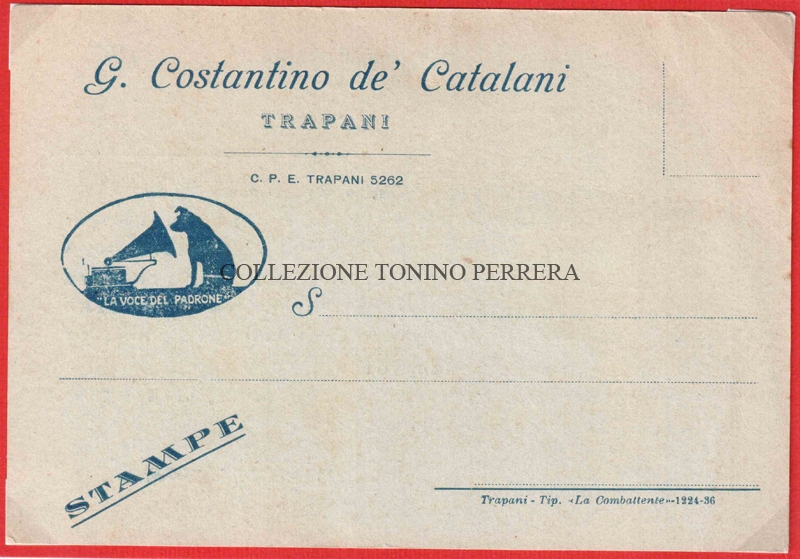 G. Costantino de' Catalani
TRAPANI
C. P. E. TRAPANI 5262
"LA VOCE DEL PADRONE"
COLLEZIONE TONINO PERRERA
S
STAMPE
Trapani - Tip. «La Combattente»-1224-36